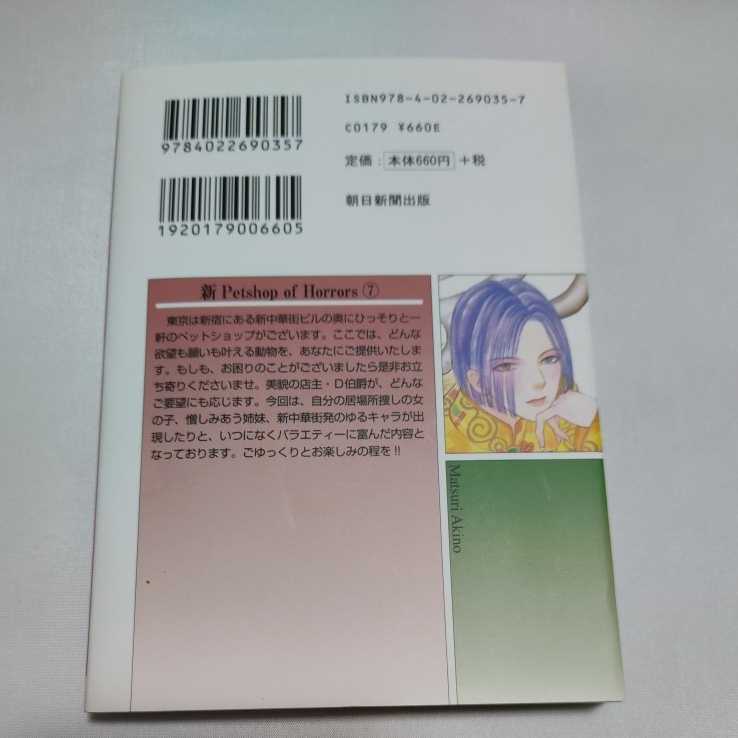 9784022690357
ISBN978-4-02-269035-7
C0179 ¥660E
定価：本体660円＋税
1920179006605
朝日新聞出版
新 Petshop of Horrors ⑦
東京は新宿にある新中華街ビルの奥にひっそりと一
軒のペットショップがございます。ここでは、どんな
欲望も願いも叶える動物を、あなたにご提供いたしま
す。もしも、お困りのことがございましたら是非お立
ち寄りくださいませ。美貌の店主・D伯爵が、どんな
ご要望にも応じます。今回は、自分の居場所捜しの女
の子、憎しみあう姉妹、新中華街発のゆるキャラが出
現したりと、いつになくバラエティーに富んだ内容と
なっております。ごゆっくりとお楽しみの程を!!
Matsuri Akino